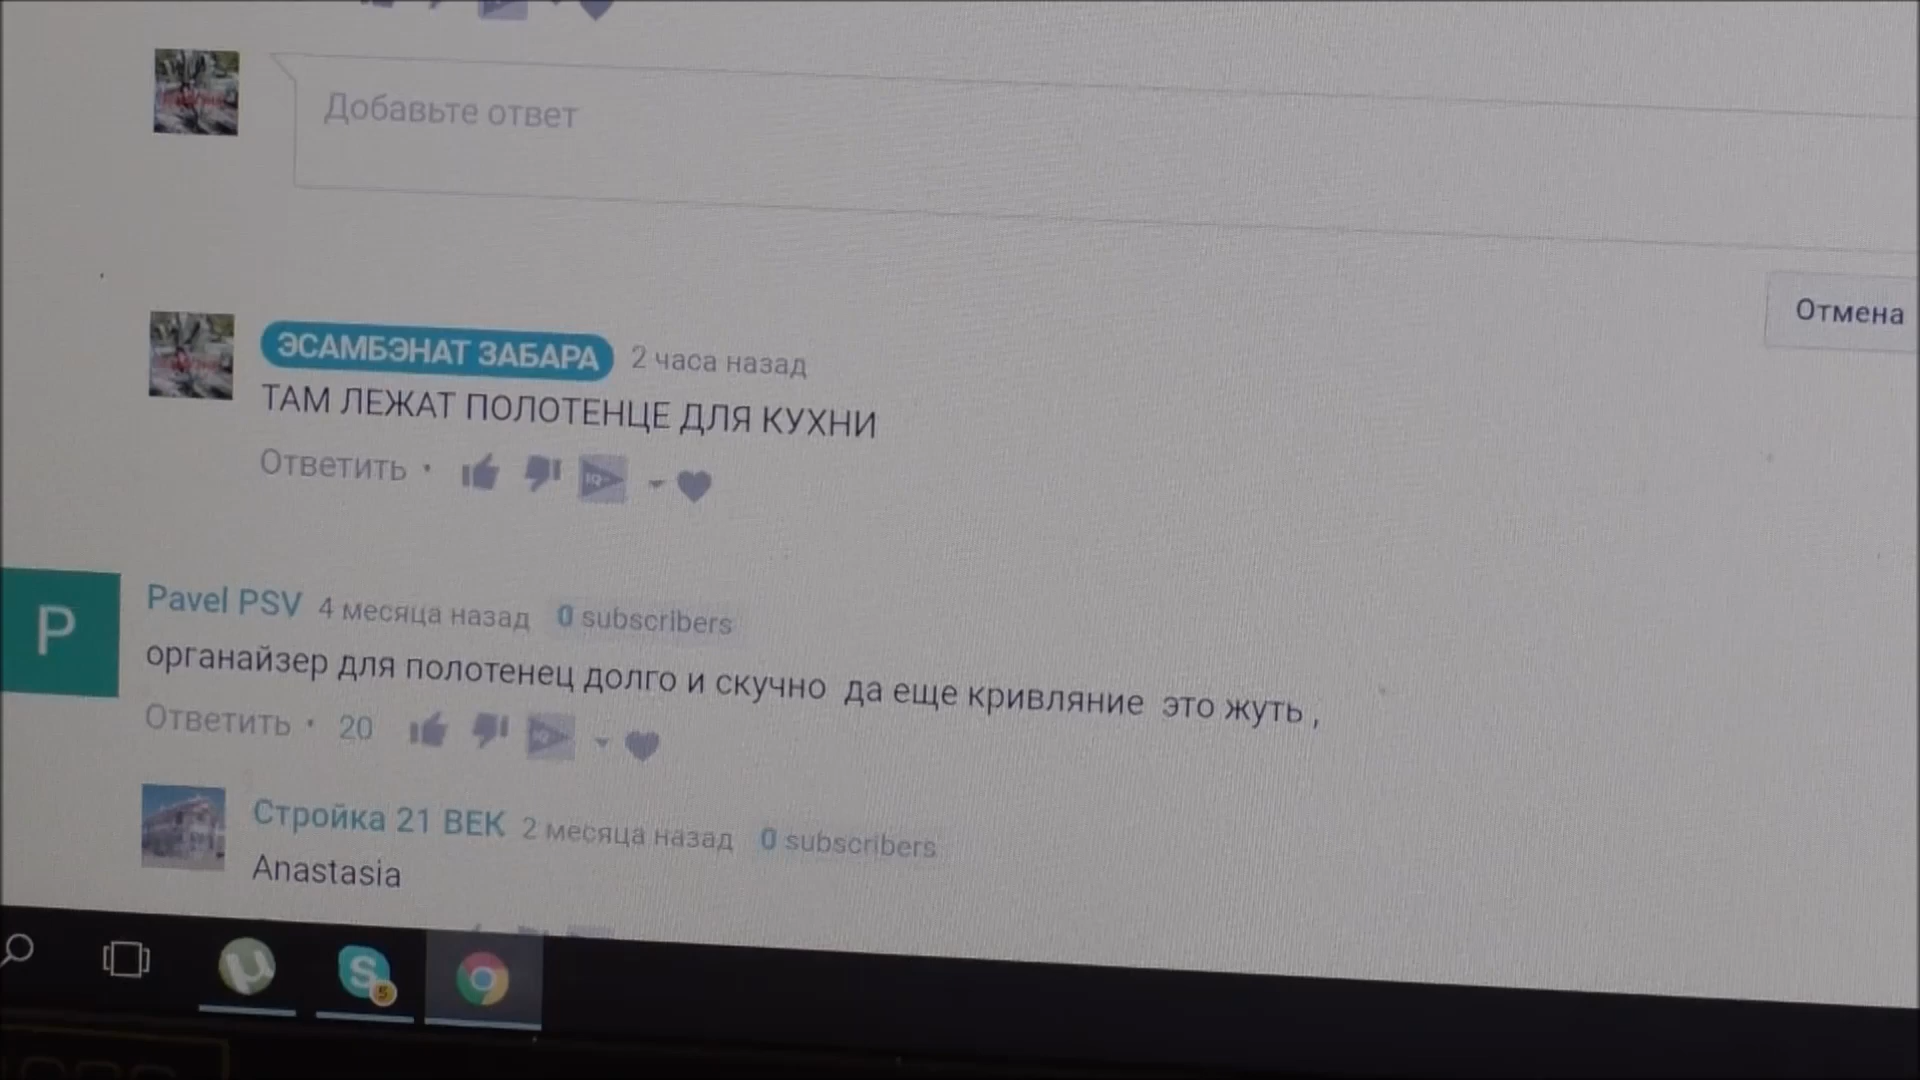 Добавьте ответ
Отмена
ЭСАМБЭНАТ ЗАБАРА 2 часа назад
ТАМ ЛЕЖАТ ПОЛОТЕНЦЕ ДЛЯ КУХНИ
Ответить •
P
Pavel PSV 4 месяца назад 0 subscribers
органайзер для полотенец долго и скучно да еще кривляние это жуть ,
Ответить • 20
Стройка 21 ВЕК 2 месяца назад 0 subscribers
Anastasia
µ S 5